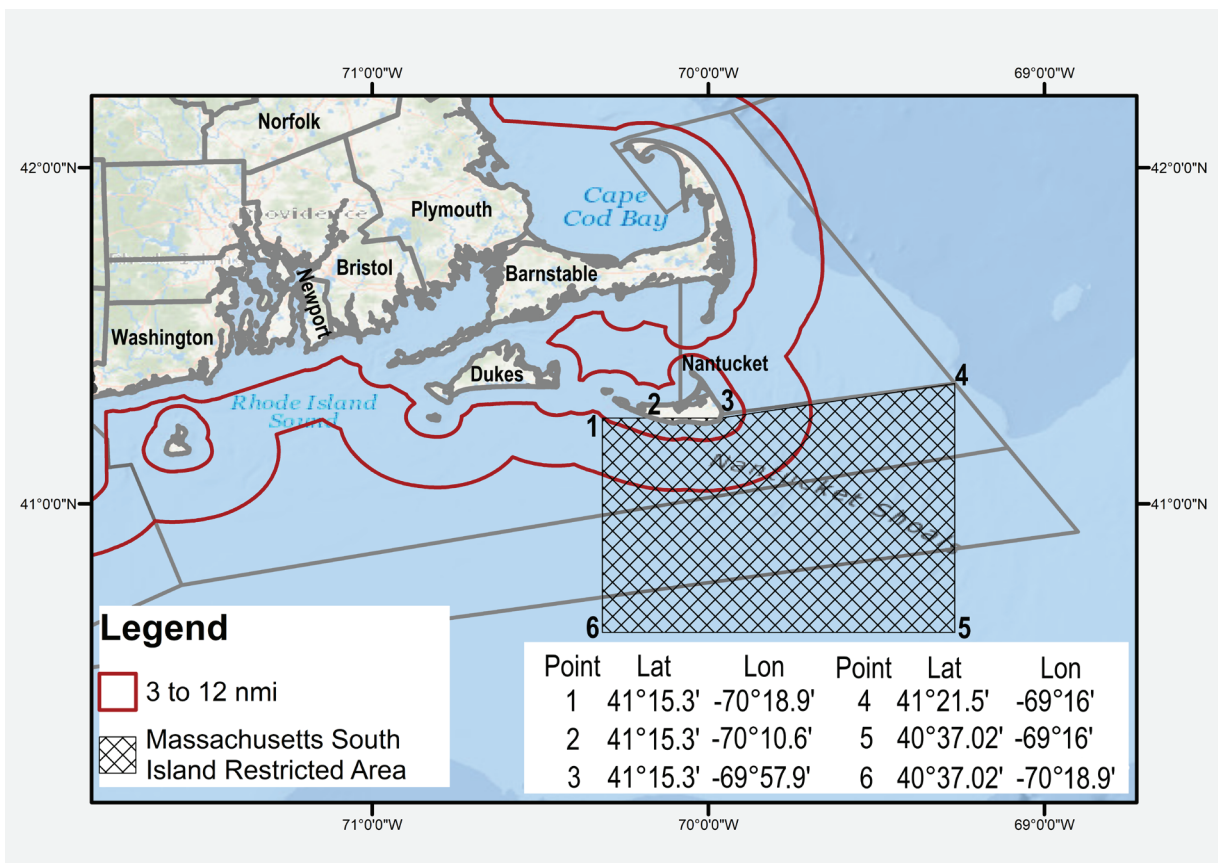 71°0'0"W 70°0'0"W 69°0'0"W
42°0'0"N 42°0'0"N
Norfolk
Providence
Plymouth
Cape
Cod Bay
Bristol
Barnstable
Newport
Washington
Nantucket
Dukes
4
Rhode Island
Sound
1 2 3
Nantucket Shoals
41°0'0"N 41°0'0"N
6 5
Legend
3 to 12 nmi
Massachusetts South
Island Restricted Area
Point Lat Lon Point Lat Lon
1 41°15.3' -70°18.9' 4 41°21.5' -69°16'
2 41°15.3' -70°10.6' 5 40°37.02' -69°16'
3 41°15.3' -69°57.9' 6 40°37.02' -70°18.9'
71°0'0"W 70°0'0"W 69°0'0"W